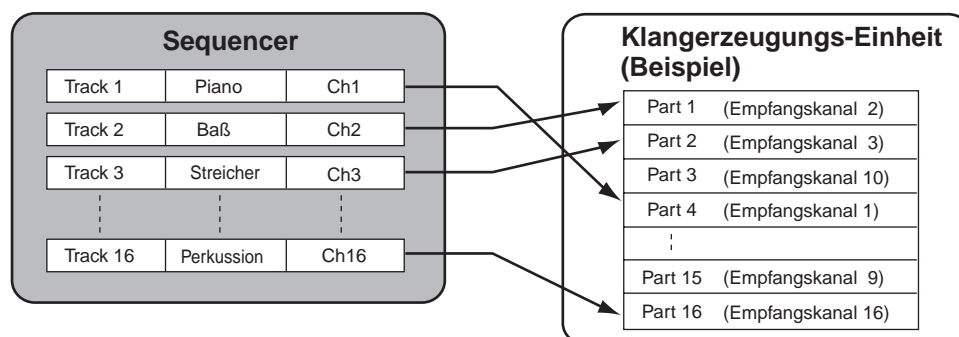 Sequencer
Track 1 Piano Ch1
Track 2 Baß Ch2
Track 3 Streicher Ch3
Track 16 Perkussion Ch16
Klangerzeugungs-Einheit
(Beispiel)
Part 1 (Empfangskanal 2)
Part 2 (Empfangskanal 3)
Part 3 (Empfangskanal 10)
Part 4 (Empfangskanal 1)
Part 15 (Empfangskanal 9)
Part 16 (Empfangskanal 16)